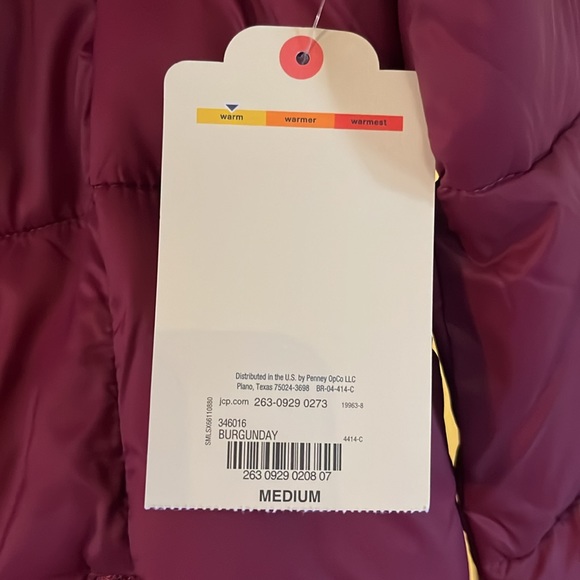 warm warmer warmest
Distributed in the U.S. by Penney OpCo LLC
Plano, Texas 75024-3698 BR-04-414-C
jcp.com 263-0929 0273 19963-8
346016
BURGUNDAY 4414-C
263 0929 0208 07
MEDIUM